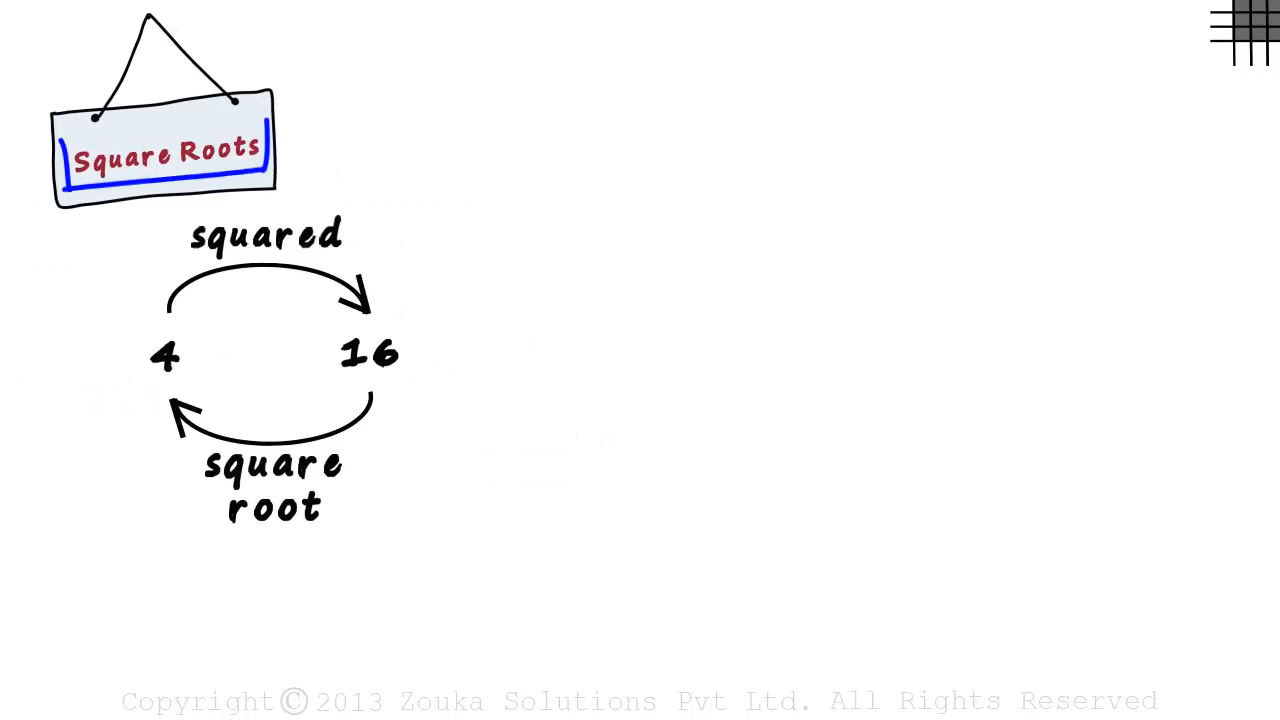 Square Roots
squared
4 16
square
root
Copyright © 2013 Zouka Solutions Pvt Ltd. All Rights Reserved